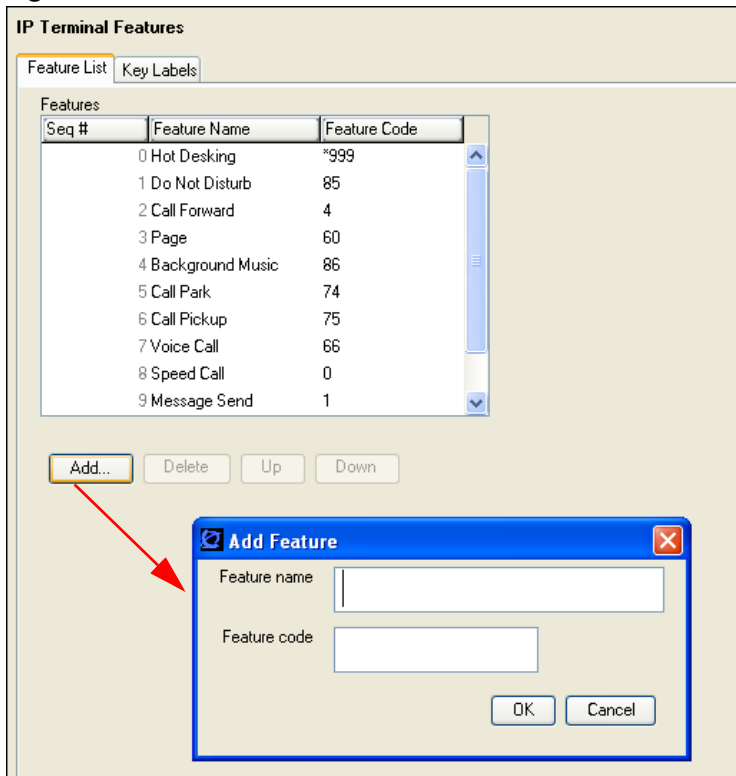 IP Terminal Features
Feature List Key Labels
Features
Seq # Feature Name Feature Code
0 Hot Desking *999
1 Do Not Disturb 85
2 Call Forward 4
3 Page 60
4 Background Music 86
5 Call Park 74
6 Call Pickup 75
7 Voice Call 66
8 Speed Call 0
9 Message Send 1
Add... Delete Up Down
Add Feature
Feature name
Feature code
OK Cancel